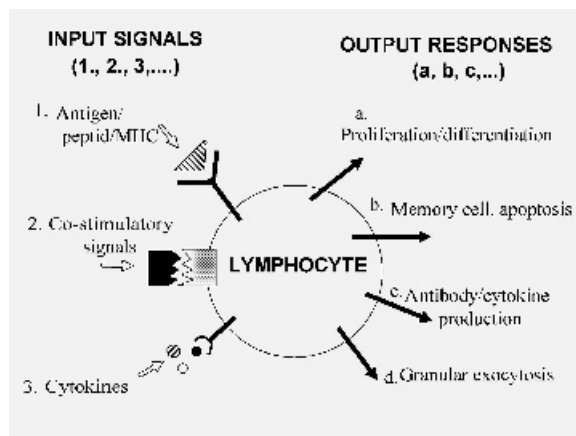 INPUT SIGNALS
(1., 2., 3,....)
1. Antigen/
peptid/MHC
2. Co-stimulatory
signals
3. Cytokines
LYMPHOCYTE
OUTPUT RESPONSES
(a, b, c,...)
a.
Proliferation/differentiation
b. Memory cell. apoptosis
c. Antibody/cytokine
production
d. Granular exocytosis